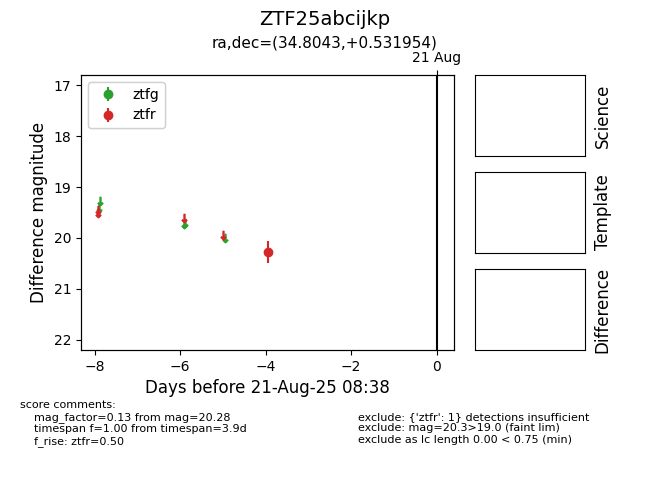 ZTF25abcijkp
ra,dec=(34.8043,+0.531954)
21 Aug
ztfg
ztfr
17
18
19
20
21
22
Difference magnitude
−8
−6
−4
−2
0
Days before 21-Aug-25 08:38
Science
Template
Difference
score comments:
mag_factor=0.13 from mag=20.28
timespan f=1.00 from timespan=3.9d
f_rise: ztfr=0.50
exclude: {'ztfr': 1} detections insufficient
exclude: mag=20.3>19.0 (faint lim)
exclude as lc length 0.00 < 0.75 (min)